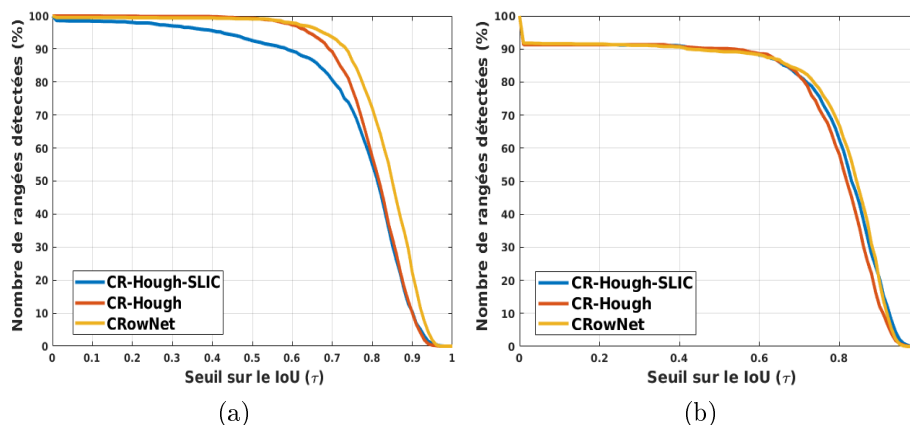 Nombre de rangées détectées (%)
100
90
80
70
60
50
40
30
20
10
0
0 0.1 0.2 0.3 0.4 0.5 0.6 0.7 0.8 0.9 1
CR-Hough-SLIC
CR-Hough
CRowNet
Seuil sur le IoU (τ)
(a)
Nombre de rangées détectées (%)
100
90
80
70
60
50
40
30
20
10
0
0 0.2 0.4 0.6 0.8
CR-Hough-SLIC
CR-Hough
CRowNet
Seuil sur le IoU (τ)
(b)